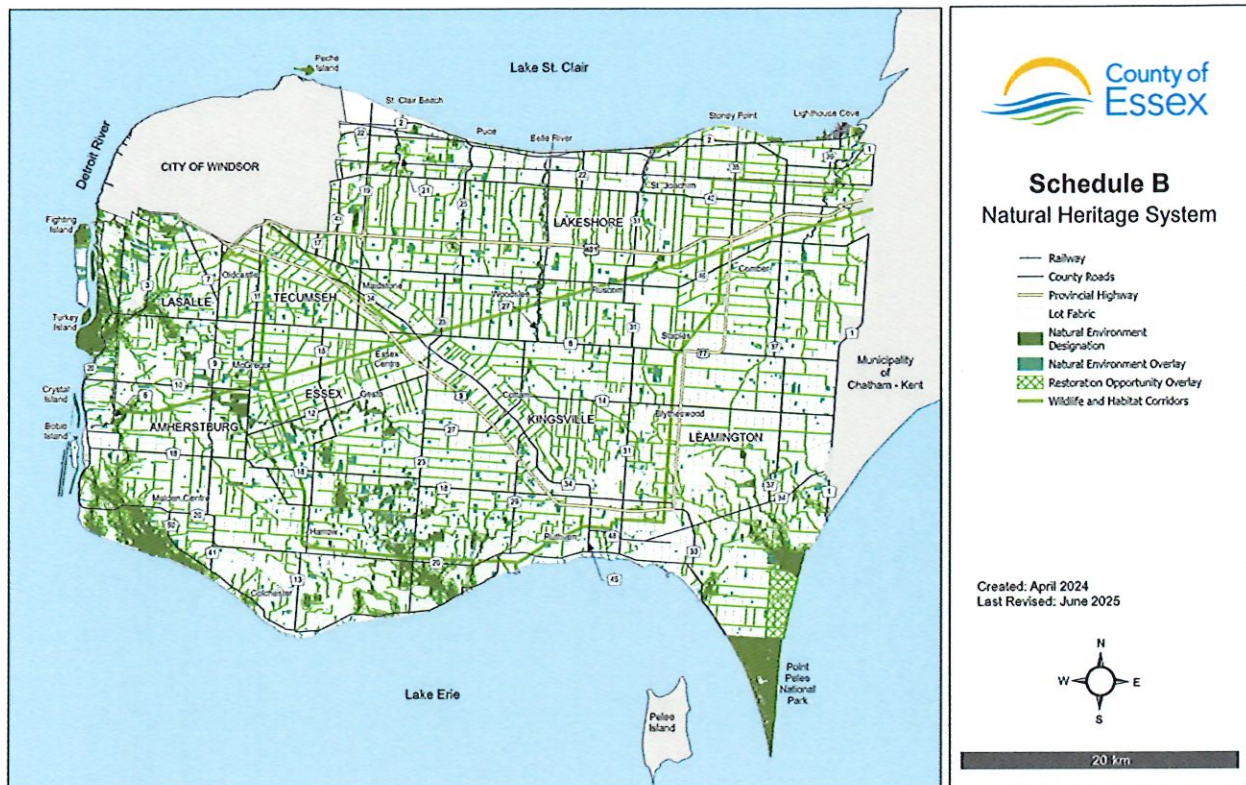 Peche
Island
Lake St. Clair
St. Clair Beach
Puce
Belle River
Stoney Point
Lighthouse Cove
Detroit River
CITY OF WINDSOR
St. Joachim
LAKESHORE
Fighting
Island
Oldcastle
Maidstone
Comber
LASALLE
TECUMSEH
Woodslee
Ruscom
Turkey
Island
Staples
McGregor
Essex
Centre
Municipality
of
Chatham - Kent
Crystal
Island
ESSEX
Gesto
Cottam
Blytheswood
Bob-Lo
Island
AMHERSTBURG
KINGSVILLE
LEAMINGTON
Malden Centre
Harrow
Ruthven
Colchester
Lake Erie
Pelee
Island
Point
Pelee
National
Park
County of
Essex
Schedule B
Natural Heritage System
Railway
County Roads
Provincial Highway
Lot Fabric
Natural Environment
Designation
Natural Environment Overlay
Restoration Opportunity Overlay
Wildlife and Habitat Corridors
Created: April 2024
Last Revised: June 2025
N
W
E
S
20 km